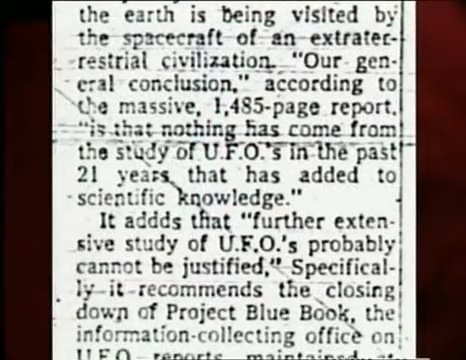 the earth is being visited by
the spacecraft of an extrater-
restrial civilization. "Our gen-
eral conclusion," according to
the massive, 1,485-page report,
"is that nothing has come from
the study of U.F.O.'s in the past
21 years that has added to
scientific knowledge."
It addds that "further exten-
sive study of U.F.O.'s probably
cannot be justified," Specifical-
ly it recommends the closing
down of Project Blue Book, the
information-collecting office on
U.F.O. reports maintained at